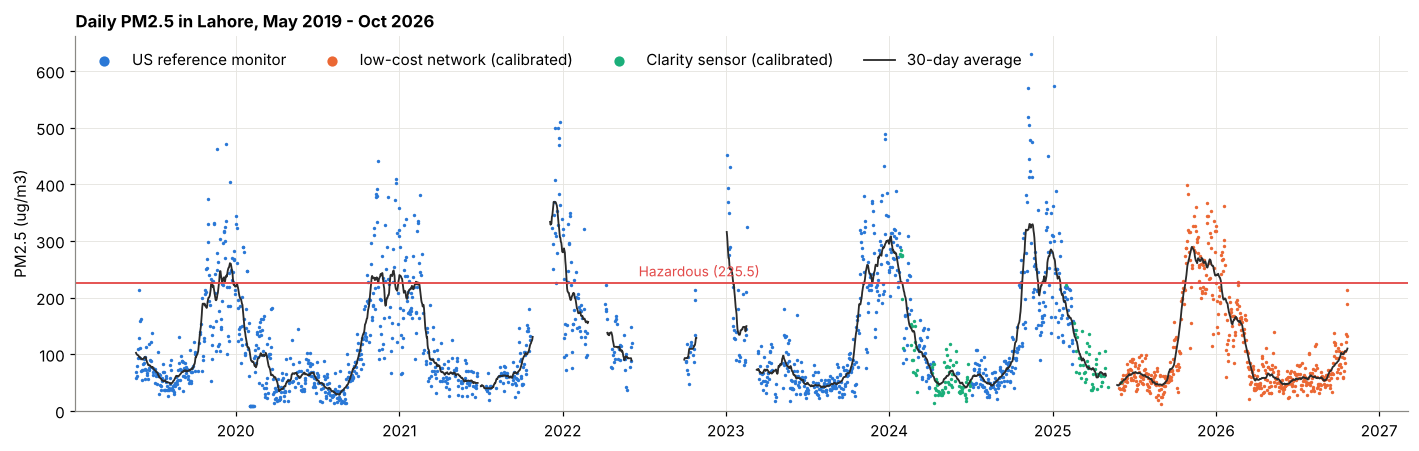 Daily PM2.5 in Lahore, May 2019 - Oct 2026
US reference monitor low-cost network (calibrated) Clarity sensor (calibrated) 30-day average
PM2.5 (ug/m3)
600
500
400
300
200
100
0
Hazardous (225.5)
2020 2021 2022 2023 2024 2025 2026 2027